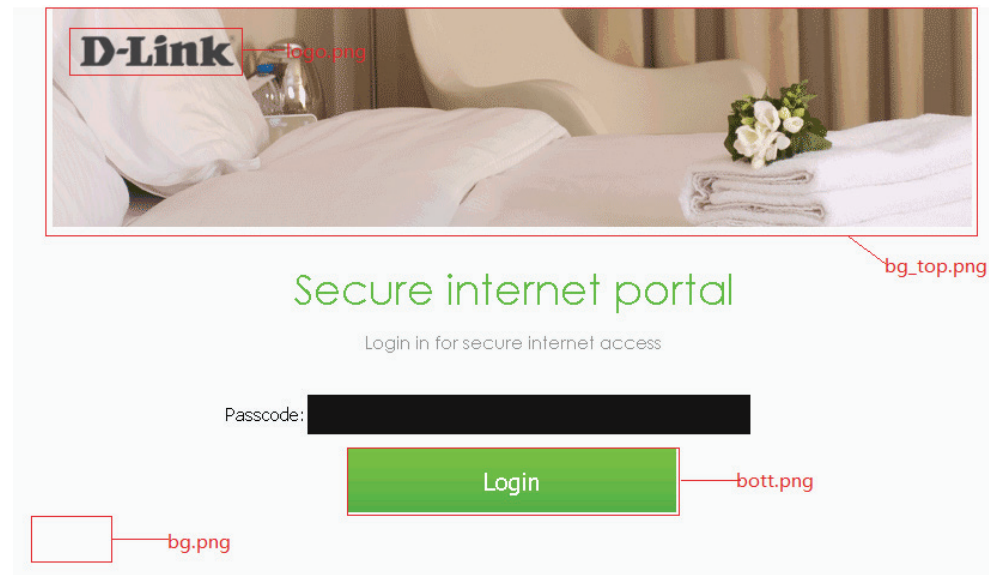 D-Link
logo.png
bg_top.png
Secure internet portal
Login in for secure internet access
Passcode:
Login
bott.png
bg.png